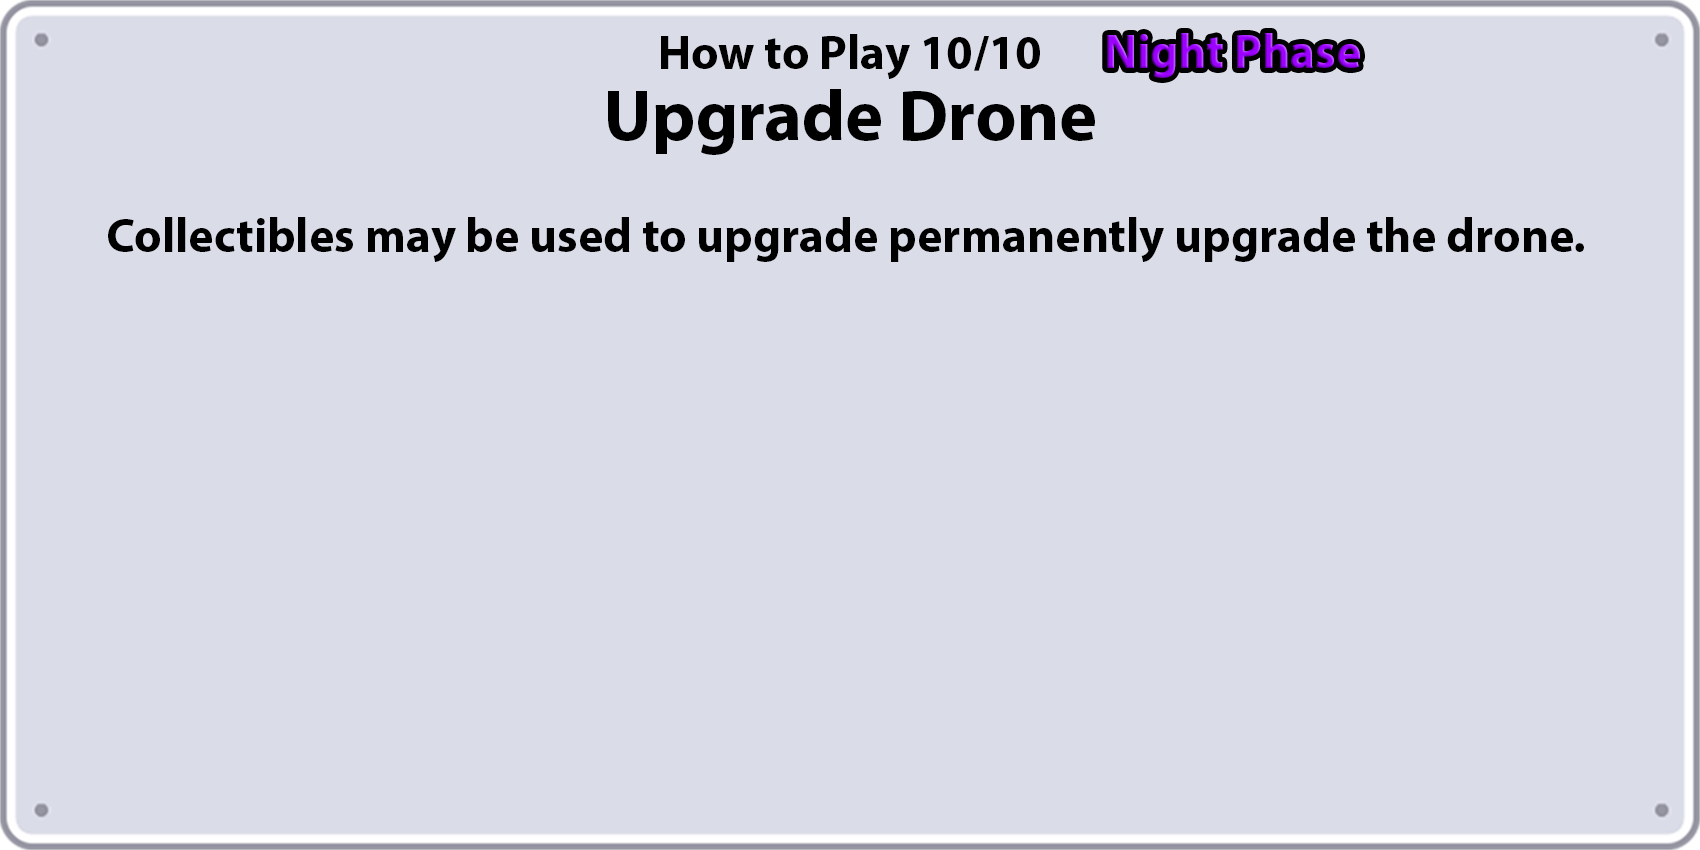 How to Play 10/10 Night Phase
Upgrade Drone
Collectibles may be used to upgrade permanently upgrade the drone.